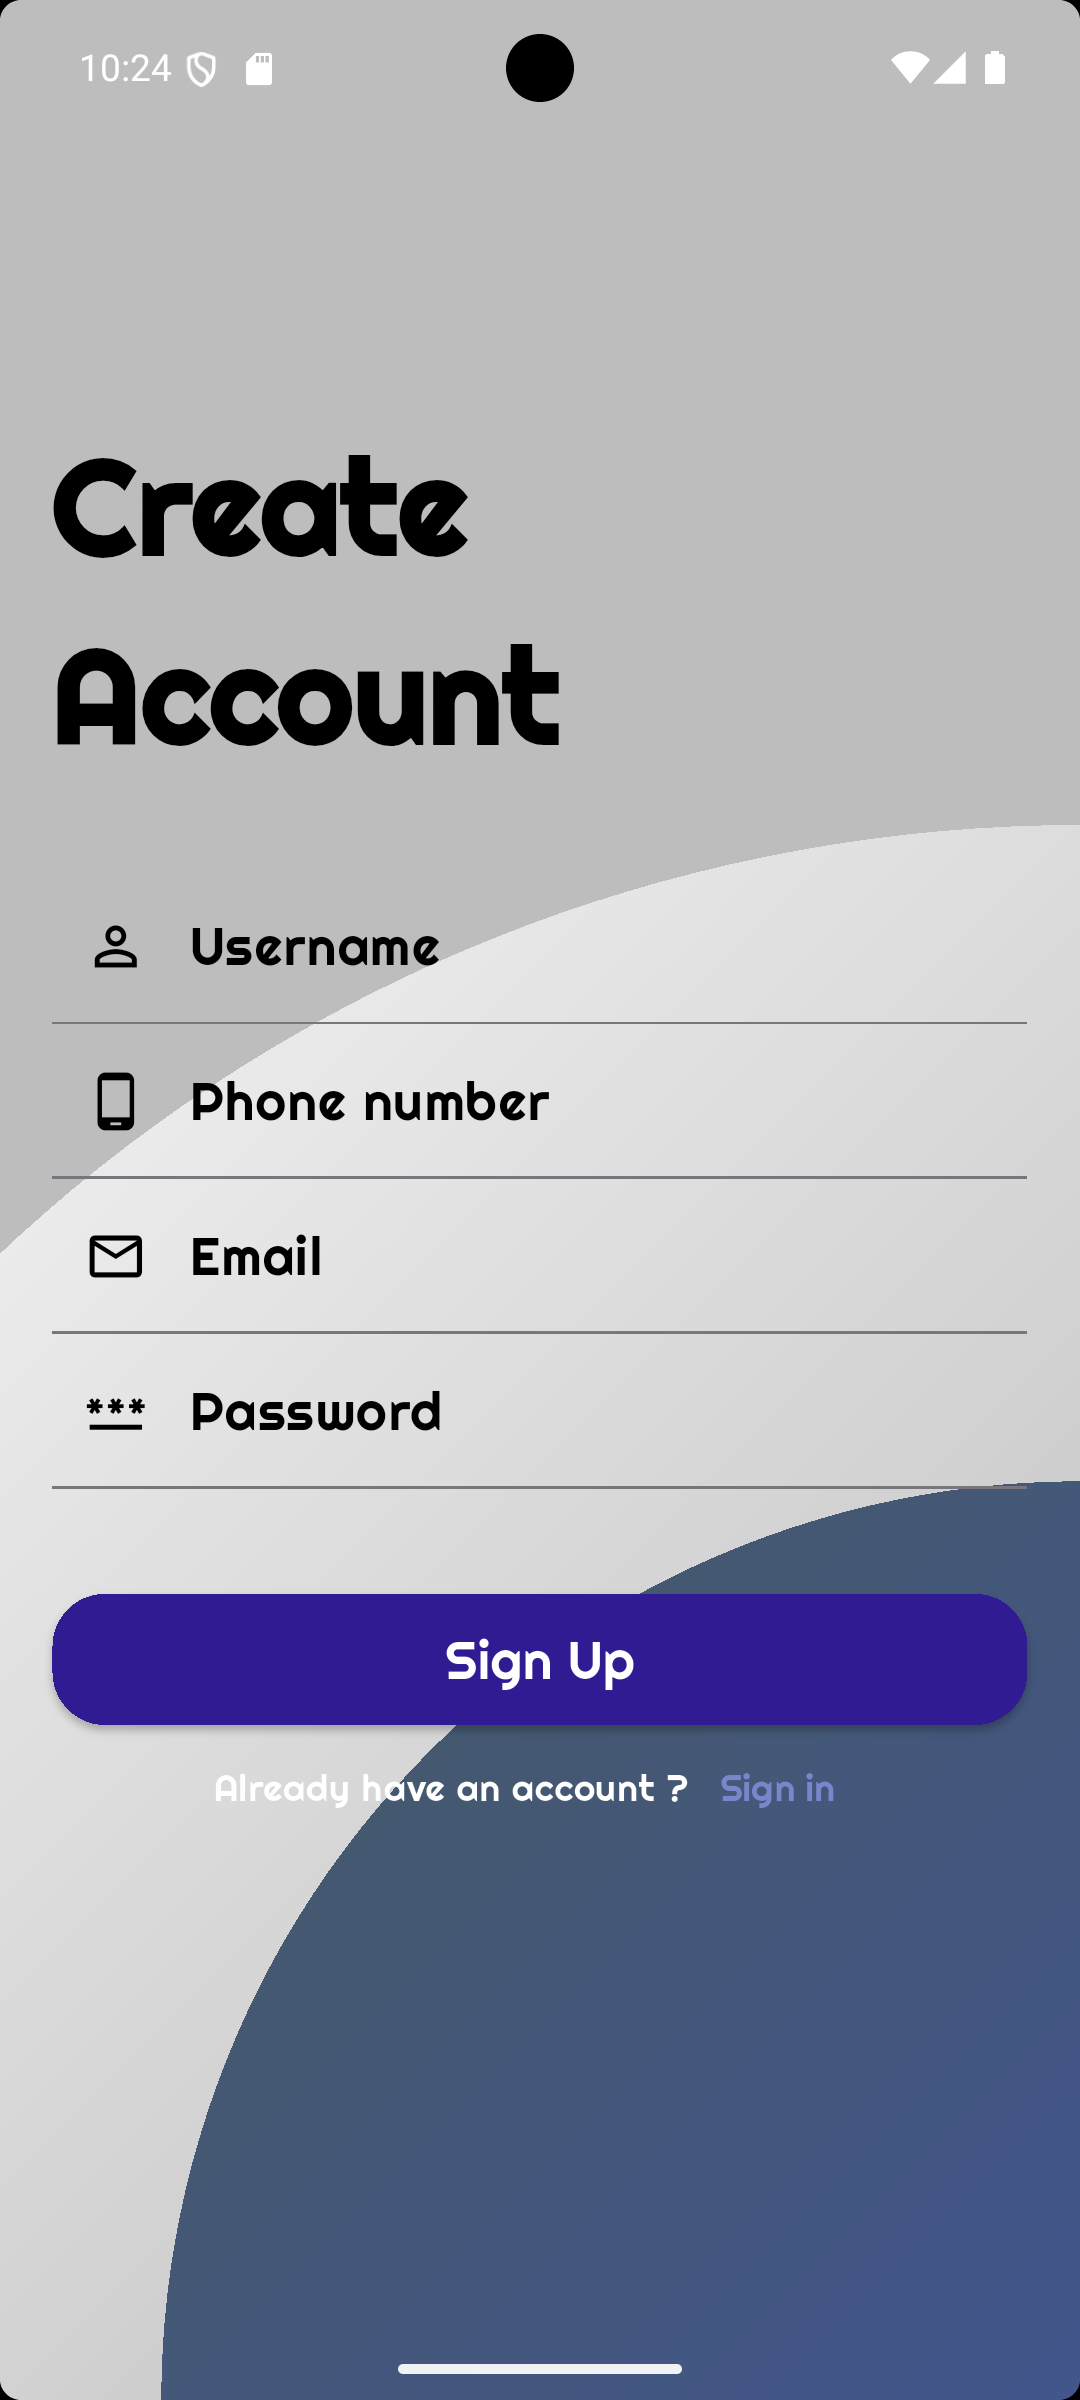 10:24
Create
Account
Username
Phone number
Email
Password
Sign Up
Already have an account ? Sign in